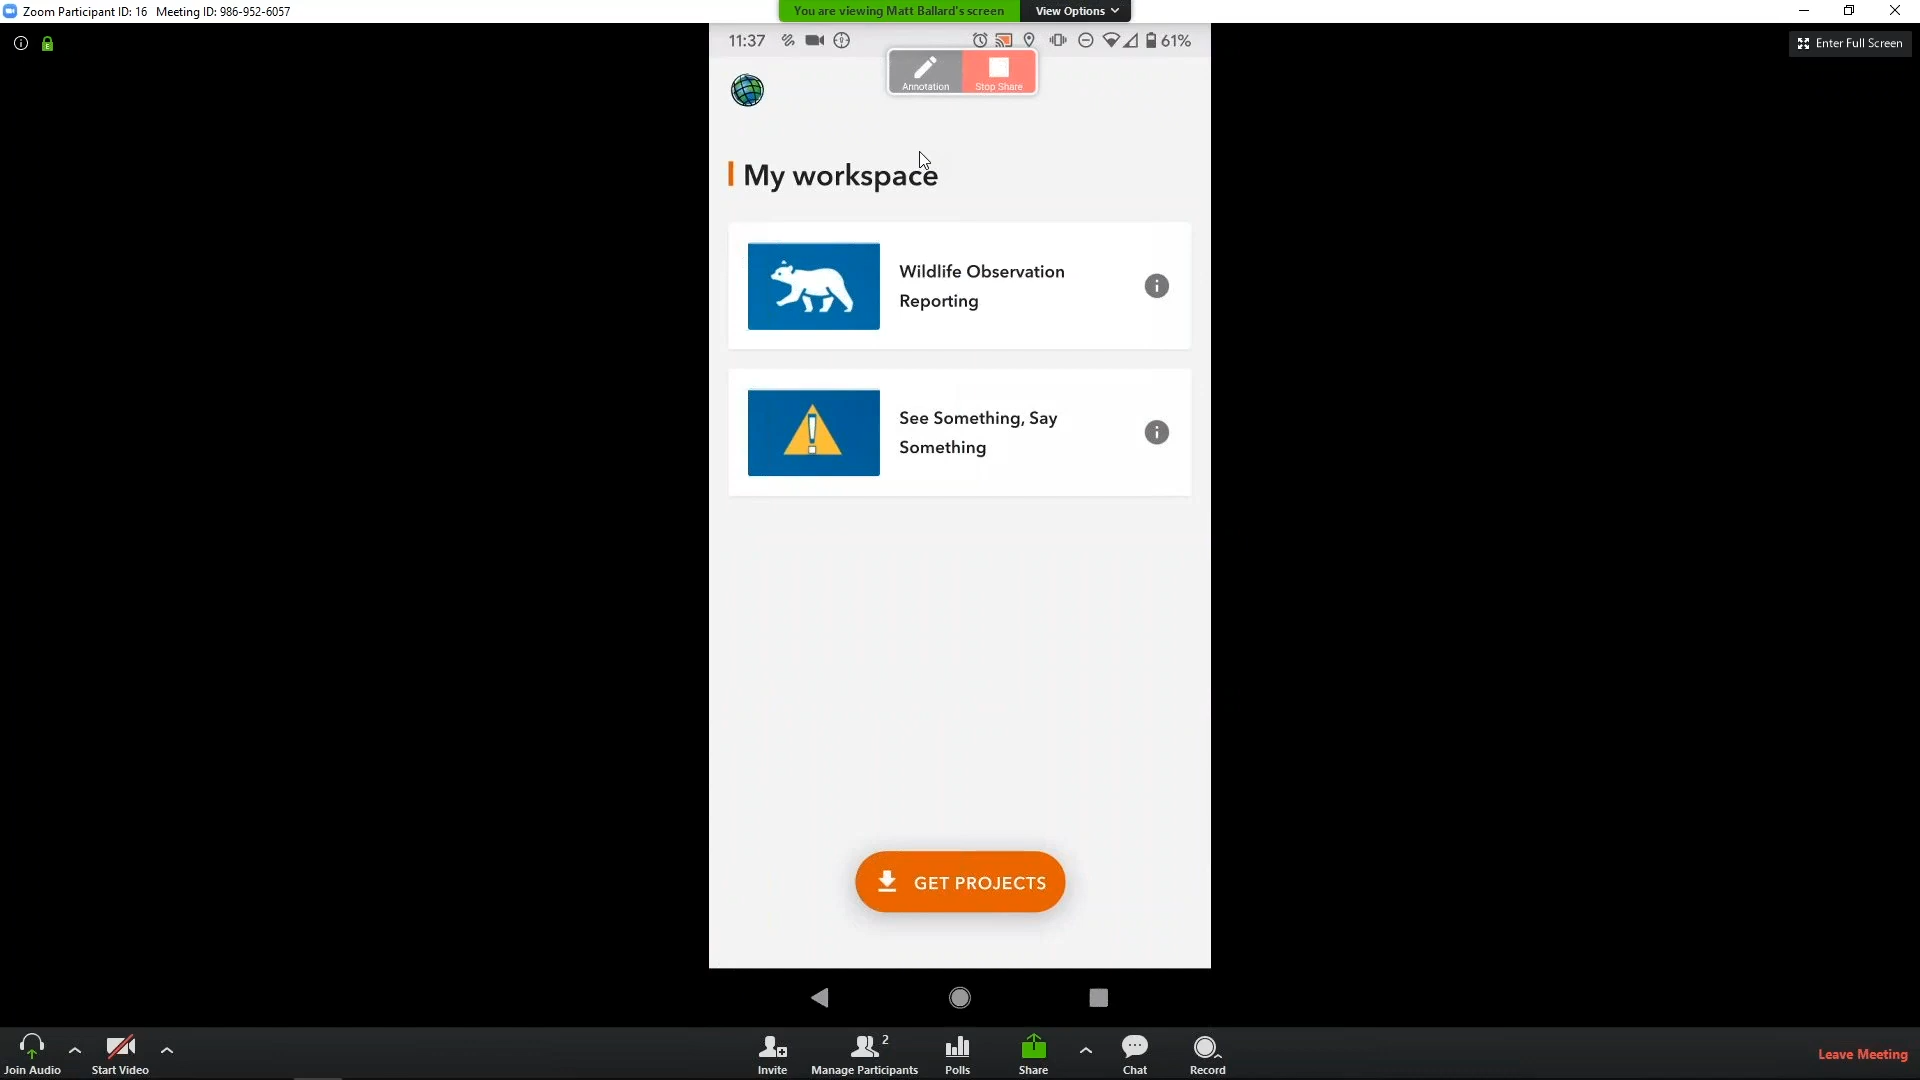 Zoom Participant ID: 16 Meeting ID: 986-952-6057
You are viewing Matt Ballard's screen
View Options
Enter Full Screen
11:37
61%
Annotation
Stop Share
My workspace
Wildlife Observation
Reporting
See Something, Say
Something
GET PROJECTS
Join Audio
Start Video
Invite
Manage Participants
2
Polls
Share
Chat
Record
Leave Meeting